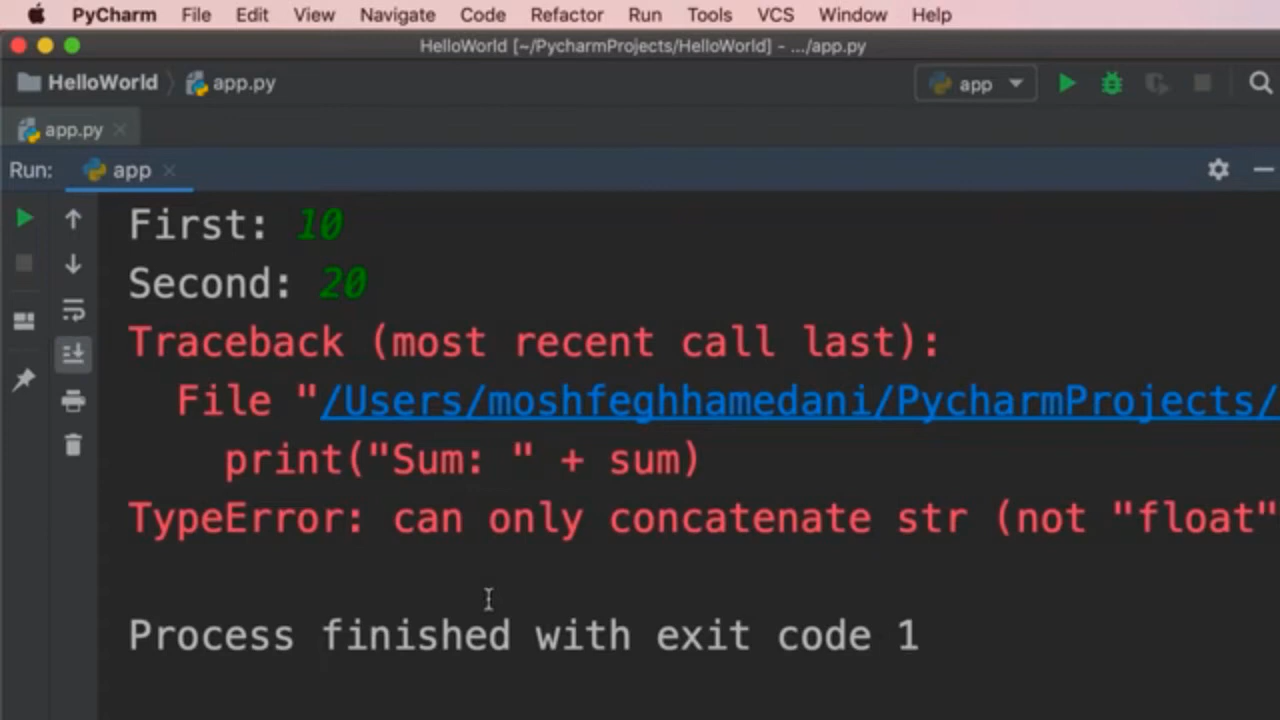 PyCharm File Edit View Navigate Code Refactor Run Tools VCS Window Help
HelloWorld [~/PycharmProjects/HelloWorld] - .../app.py
HelloWorld app.py app
app.py
Run: app
First: 10
Second: 20
Traceback (most recent call last):
File "/Users/moshfeghhamedani/PycharmProjects/
print("Sum: " + sum)
TypeError: can only concatenate str (not "float"
Process finished with exit code 1